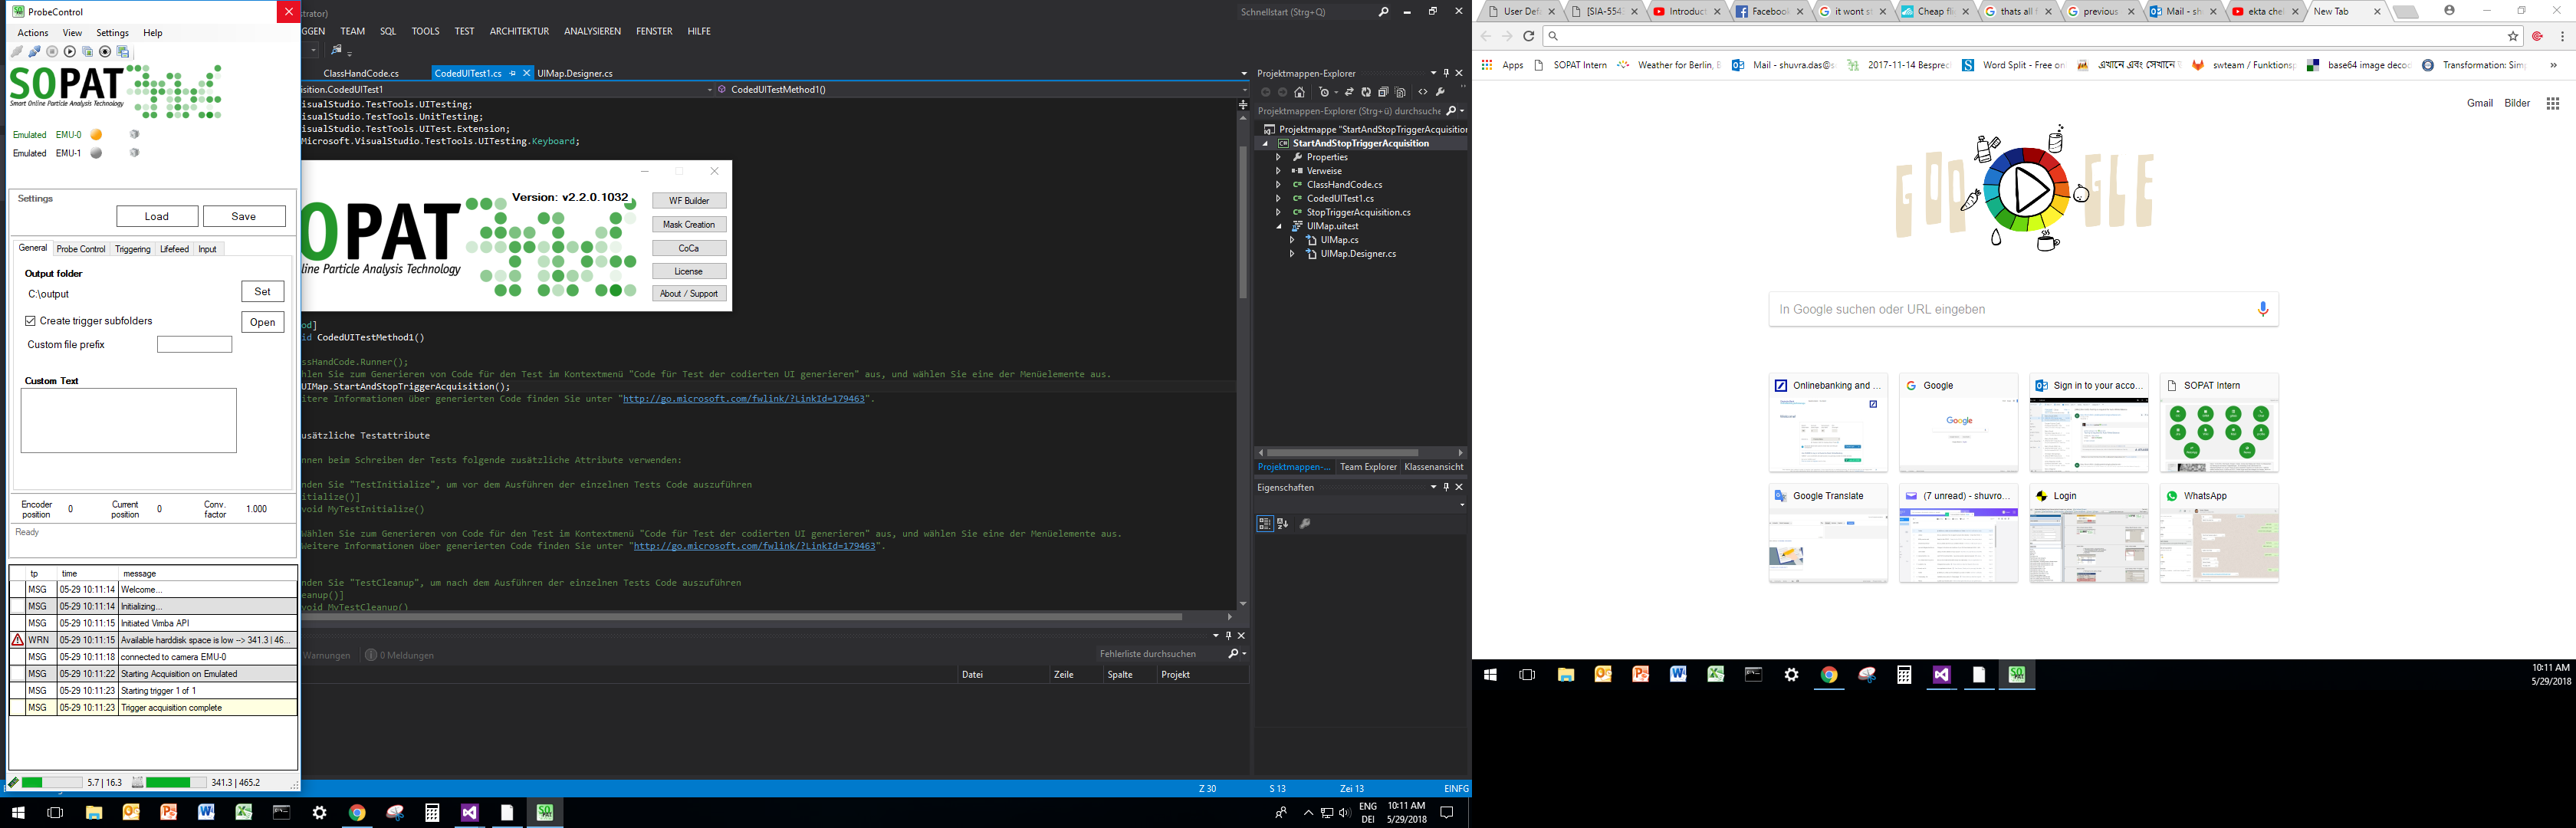 ProbeControl
Actions View Settings Help
SOPAT
Smart Online Particle Analysis Technology
Emulated EMU-0
Emulated EMU-1
Settings
Load Save
General Probe Control Triggering Lifefeed Input
Output folder
C:\output
Set
Create trigger subfolders
Open
Custom file prefix
Custom Text
Encoder position 0 Current position 0 Conv. factor 1.000
Ready
tp time message
MSG 05-29 10:11:14 Welcome...
MSG 05-29 10:11:14 Initializing...
MSG 05-29 10:11:15 Initiated Vimba API
WRN 05-29 10:11:15 Available harddisk space is low --> 341.3 | 46...
MSG 05-29 10:11:18 connected to camera EMU-0
MSG 05-29 10:11:22 Starting Acquisition on Emulated
MSG 05-29 10:11:23 Starting trigger 1 of 1
MSG 05-29 10:11:23 Trigger acquisition complete
5.7 | 16.3 341.3 | 465.2
strator)
Schnellstart (Strg+Q)
GGEN TEAM SQL TOOLS TEST ARCHITEKTUR ANALYSIEREN FENSTER HILFE
ClassHandCode.cs CodedUITest1.cs UIMap.Designer.cs
isition.CodedUITest1 CodedUITestMethod1()
isualStudio.TestTools.UITesting;
isualStudio.TestTools.UnitTesting;
isualStudio.TestTools.UITest.Extension;
Microsoft.VisualStudio.TestTools.UITesting.Keyboard;
Version: v2.2.0.1032
OPAT
line Particle Analysis Technology
WF Builder
Mask Creation
CoCa
License
About / Support
od]
id CodedUITestMethod1()
ssHandCode.Runner();
hlen Sie zum Generieren von Code für den Test im Kontextmenü "Code für Test der codierten UI generieren" aus, und wählen Sie eine der Menüelemente aus.
UIMap.StartAndStopTriggerAcquisition();
itere Informationen über generierten Code finden Sie unter "http://go.microsoft.com/fwlink/?LinkId=179463".
usätzliche Testattribute
nnen beim Schreiben der Tests folgende zusätzliche Attribute verwenden:
nden Sie "TestInitialize", um vor dem Ausführen der einzelnen Tests Code auszuführen
itialize()]
void MyTestInitialize()
Wählen Sie zum Generieren von Code für den Test im Kontextmenü "Code für Test der codierten UI generieren" aus, und wählen Sie eine der Menüelemente aus.
Weitere Informationen über generierten Code finden Sie unter "http://go.microsoft.com/fwlink/?LinkId=179463".
nden Sie "TestCleanup", um nach dem Ausführen der einzelnen Tests Code auszuführen
eanup()]
void MyTestCleanup()
Warnungen 0 Meldungen
Fehlerliste durchsuchen
Datei Zeile Spalte Projekt
Z 30 S 13 Zei 13 EINFG
Projektmappen-Explorer
Projektmappen-Explorer (Strg+ü) durchsuche
Projektmappe "StartAndStopTriggerAcquisition
StartAndStopTriggerAcquisition
Properties
Verweise
ClassHandCode.cs
CodedUITest1.cs
StopTriggerAcquisition.cs
UIMap.uitest
UIMap.cs
UIMap.Designer.cs
Projektmappen-... Team Explorer Klassenansicht
Eigenschaften
ENG
DEI
10:11 AM
5/29/2018
User Def [SIA-554 Introduct Facebook it wont st Cheap fli thats all f previous Mail - sh ekta chel New Tab
Apps SOPAT Intern Weather for Berlin, B Mail - shuvra.das@s 2017-11-14 Besprec Word Split - Free on এখানে এবং সেখানে swteam / Funktions base64 image decod Transformation: Sim
Gmail Bilder
GOOGLE
In Google suchen oder URL eingeben
Onlinebanking and ... Google Sign in to your acco... SOPAT Intern
Google Translate (7 unread) - shuvro... Login WhatsApp
10:11 AM
5/29/2018